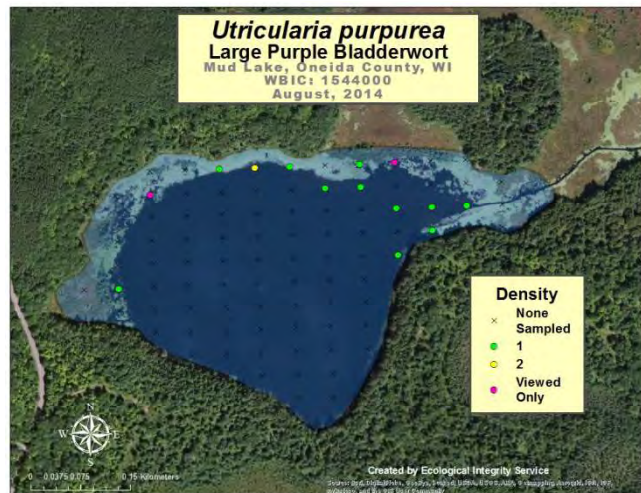 Utricularia purpurea
Large Purple Bladderwort
Mud Lake, Oneida County, WI
WBIC: 1544000
August, 2014
Density
None
Sampled
1
2
Viewed
Only
N
W E
S
0 0.0375 0.075 0.15 Kilometers
Created by Ecological Integrity Service